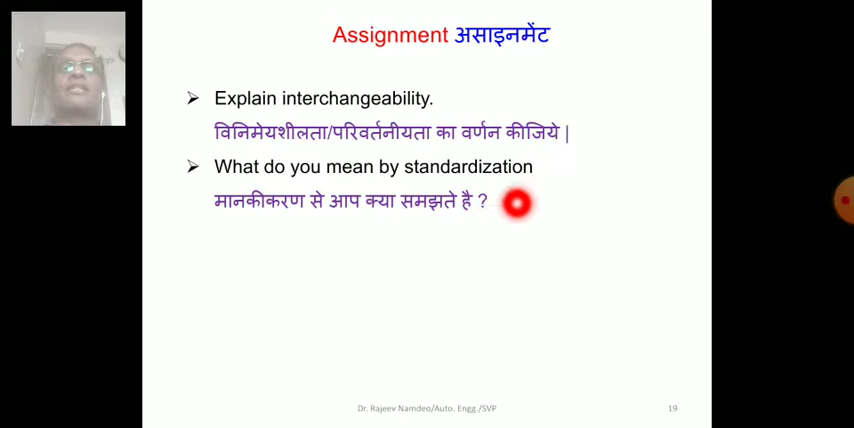 Assignment असाइनमेंट
➢ Explain interchangeability.
विनिमेयशीलता/परिवर्तनीयता का वर्णन कीजिये |
➢ What do you mean by standardization
मानकीकरण से आप क्या समझते है ?
Dr. Rajeev Namdeo/Auto. Engg./SVP
19